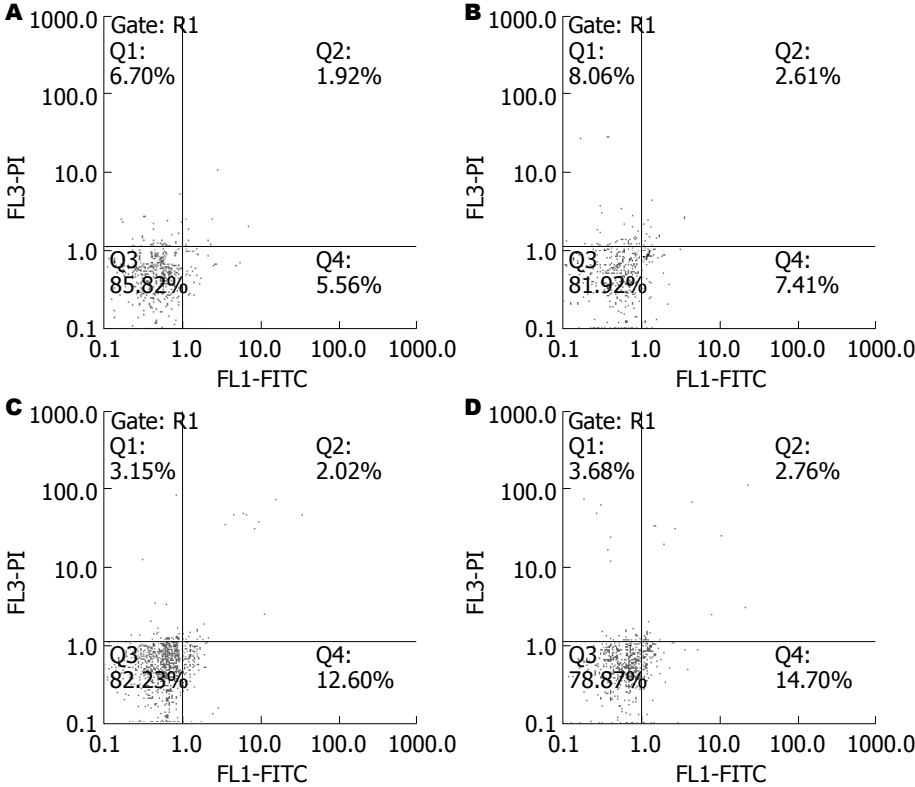 A
1000.0
Gate: R1
Q1:
6.70%
Q2:
1.92%
100.0
10.0
1.0
0.1
FL3-PI
Q3
85.82%
Q4:
5.56%
0.1 1.0 10.0 100.0 1000.0
FL1-FITC
B
1000.0
Gate: R1
Q1:
8.06%
Q2:
2.61%
100.0
10.0
1.0
0.1
FL3-PI
Q3
81.92%
Q4:
7.41%
0.1 1.0 10.0 100.0 1000.0
FL1-FITC
C
1000.0
Gate: R1
Q1:
3.15%
Q2:
2.02%
100.0
10.0
1.0
0.1
FL3-PI
Q3
82.23%
Q4:
12.60%
0.1 1.0 10.0 100.0 1000.0
FL1-FITC
D
1000.0
Gate: R1
Q1:
3.68%
Q2:
2.76%
100.0
10.0
1.0
0.1
FL3-PI
Q3
78.87%
Q4:
14.70%
0.1 1.0 10.0 100.0 1000.0
FL1-FITC